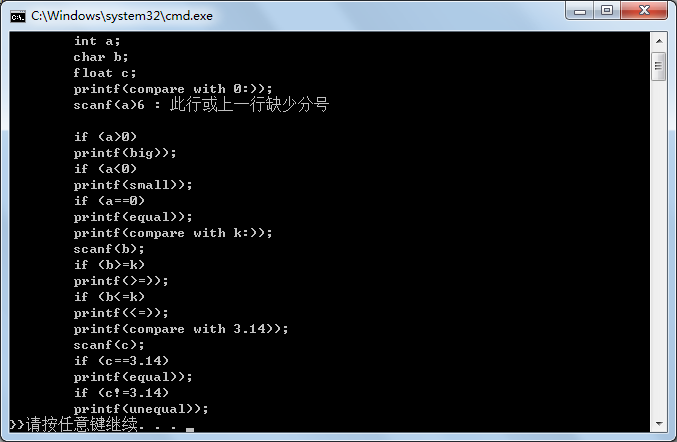 C:\Windows\system32\cmd.exe
int a;
char b;
float c;
printf(compare with 0:));
scanf(a)6 : 此行或上一行缺少分号
if (a>0)
printf(big));
if (a<0)
printf(small));
if (a==0)
printf(equal));
printf(compare with k:));
scanf(b);
if (b>=k)
printf(>=));
if (b<=k)
printf(<=));
printf(compare with 3.14));
scanf(c);
if (c==3.14)
printf(equal));
if (c!=3.14)
printf(unequal));
>>请按任意键继续. . .